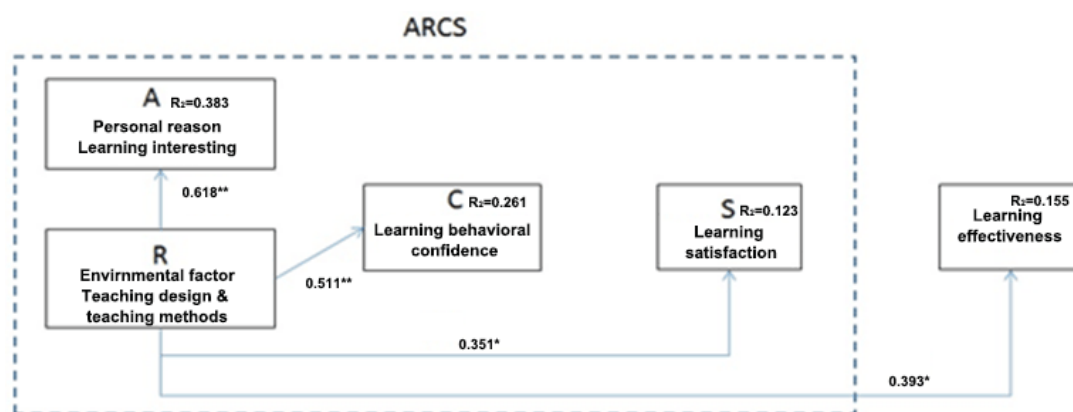 ARCS
A R₂=0.383
Personal reason
Learning interesting
0.618**
C R₂=0.261
Learning behavioral
confidence
S R₂=0.123
Learning
satisfaction
R₂=0.155
Learning
effectiveness
R
Envirnmental factor
Teaching design &
teaching methods
0.511**
0.351*
0.393*